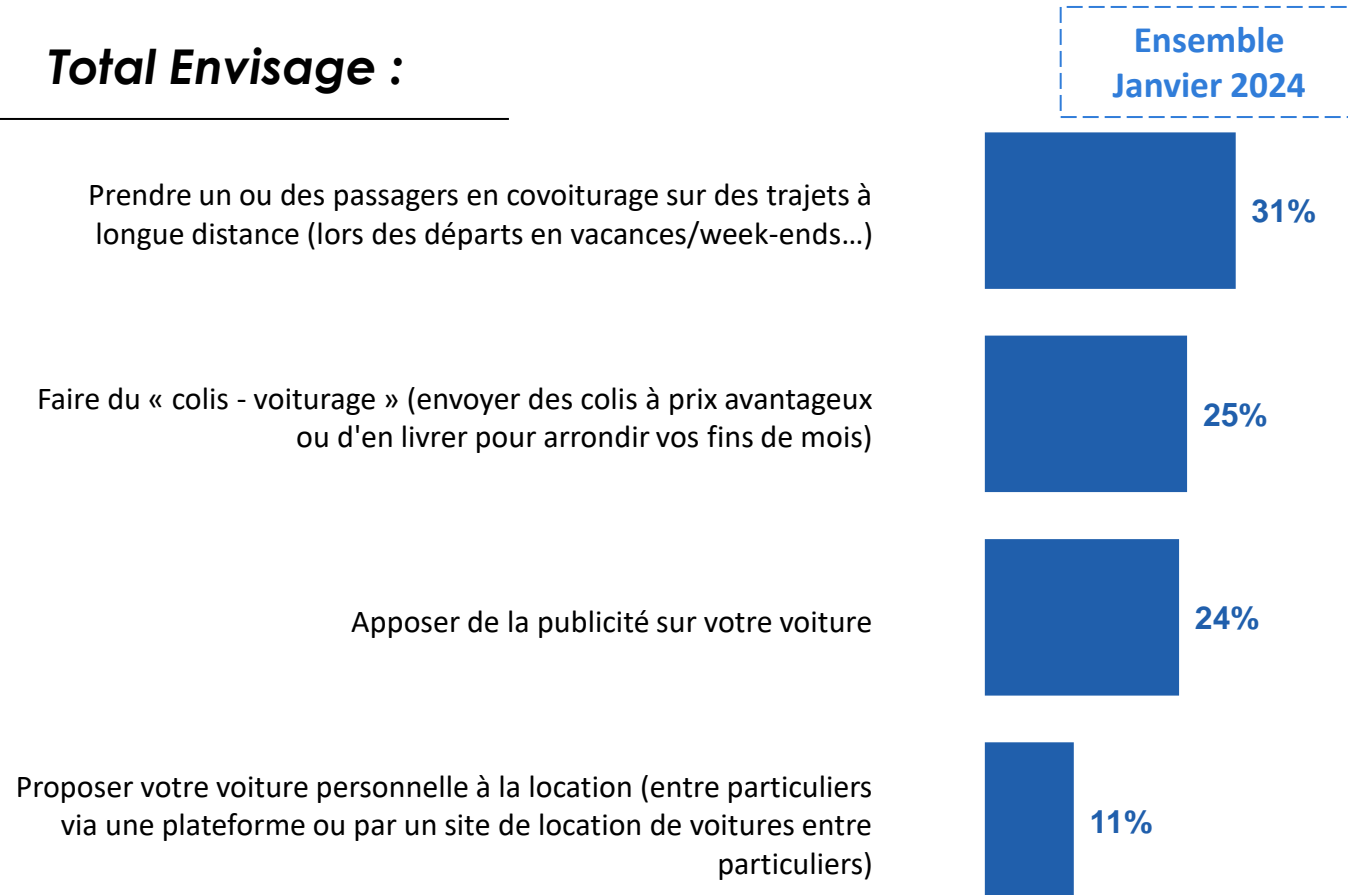 Total Envisage :
Ensemble
Janvier 2024
Prendre un ou des passagers en covoiturage sur des trajets à
longue distance (lors des départs en vacances/week-ends…)
31%
Faire du « colis - voiturage » (envoyer des colis à prix avantageux
ou d'en livrer pour arrondir vos fins de mois)
25%
Apposer de la publicité sur votre voiture
24%
Proposer votre voiture personnelle à la location (entre particuliers
via une plateforme ou par un site de location de voitures entre
particuliers)
11%